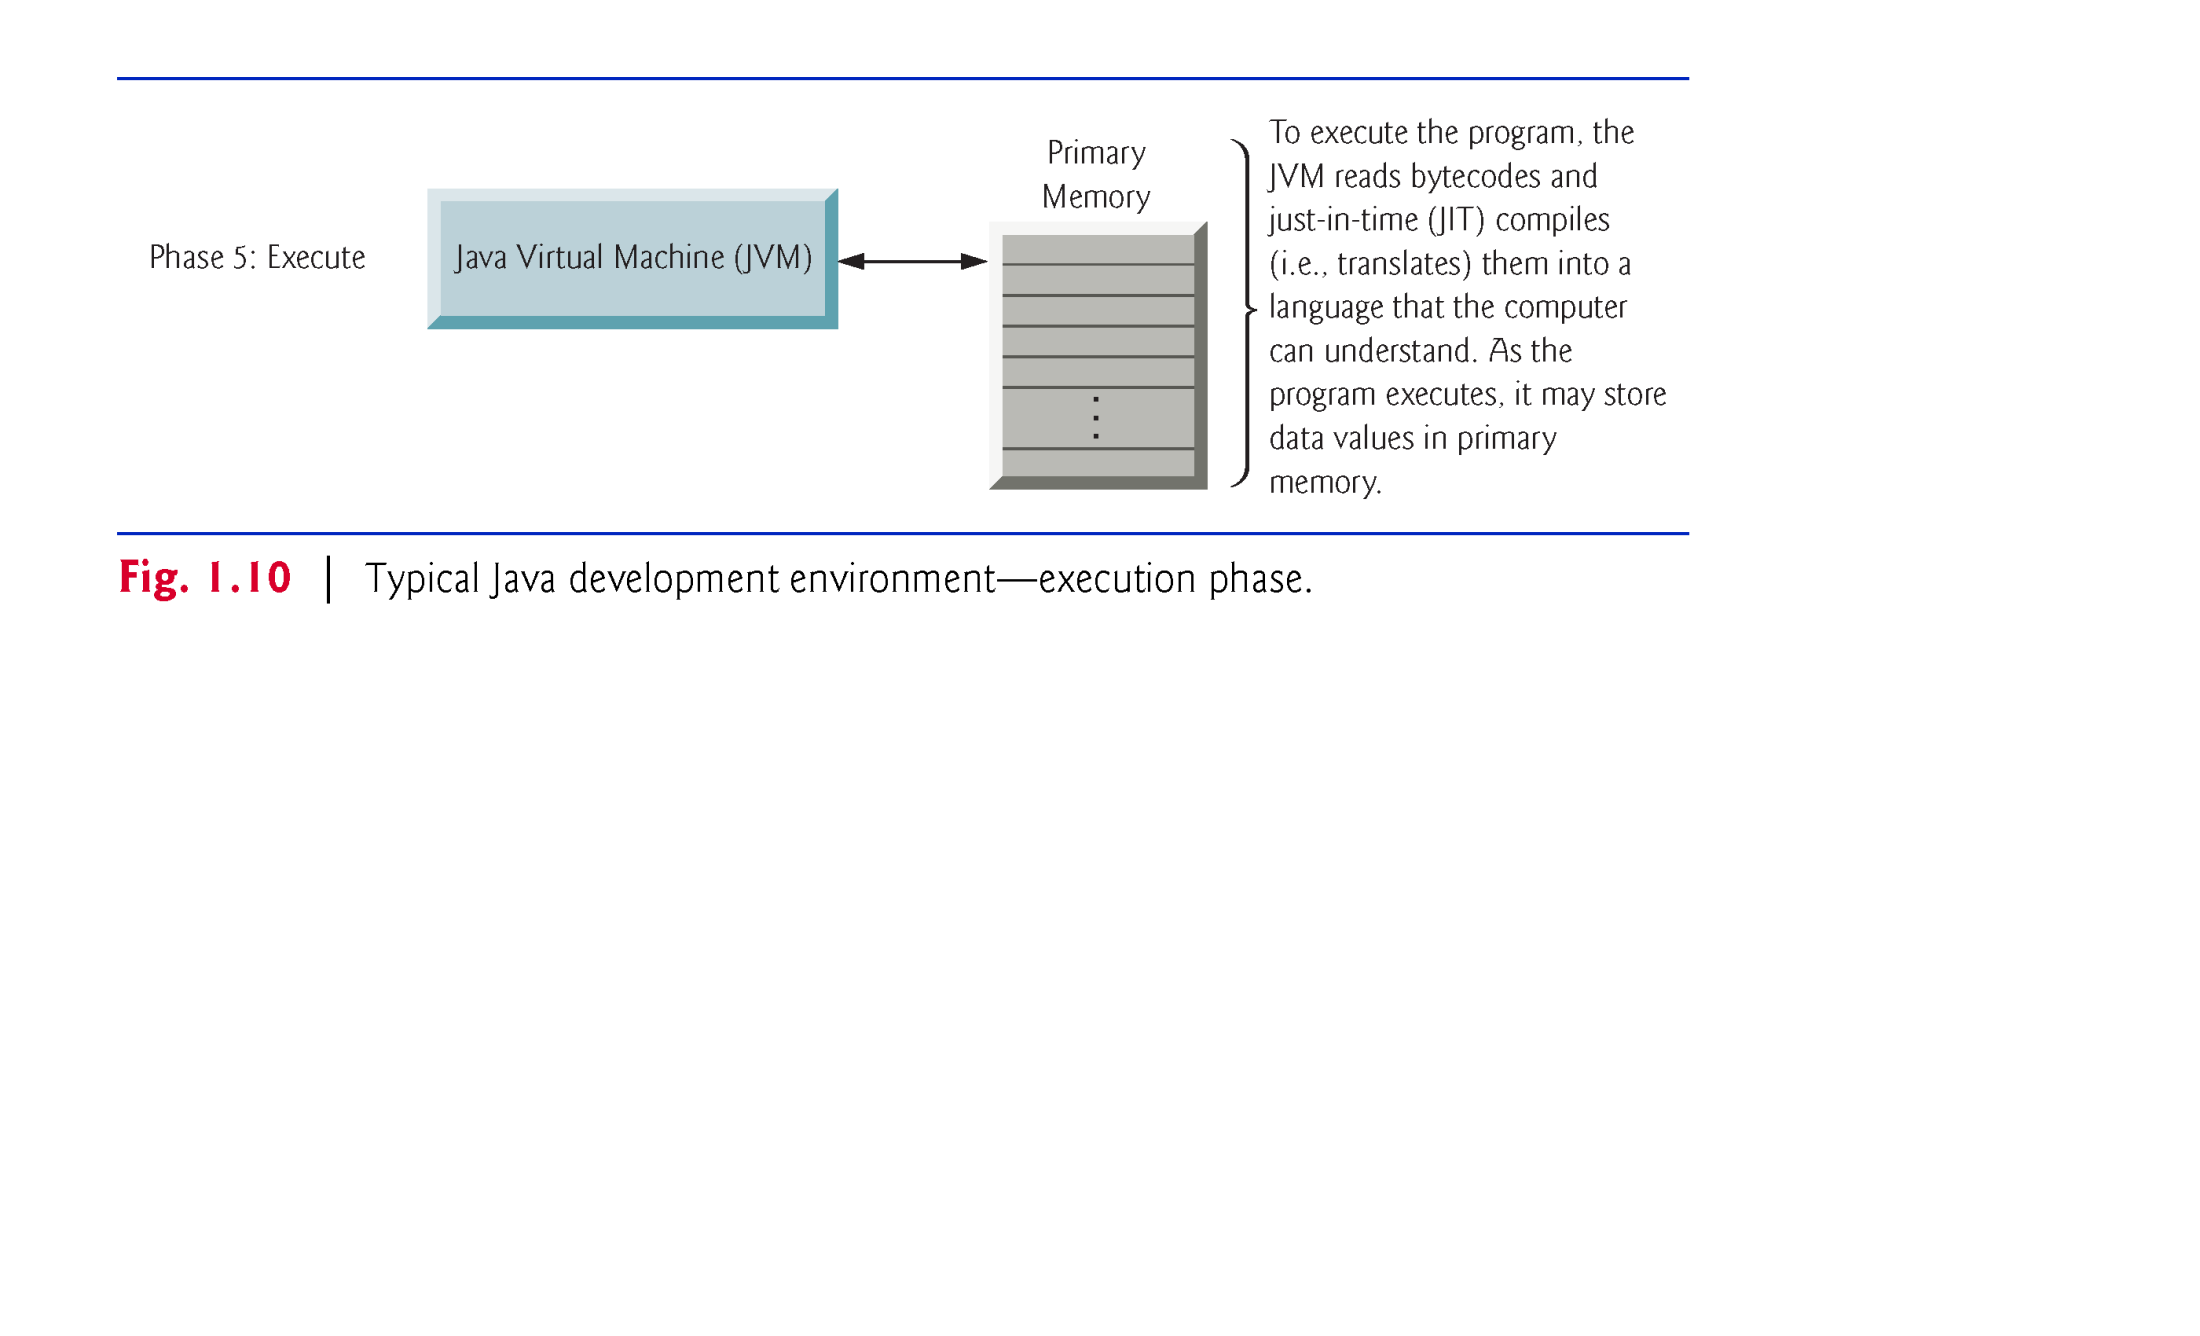 Phase 5: Execute
Java Virtual Machine (JVM)
Primary
Memory
To execute the program, the
JVM reads bytecodes and
just-in-time (JIT) compiles
(i.e., translates) them into a
language that the computer
can understand. As the
program executes, it may store
data values in primary
memory.
Fig. 1.10 | Typical Java development environment—execution phase.